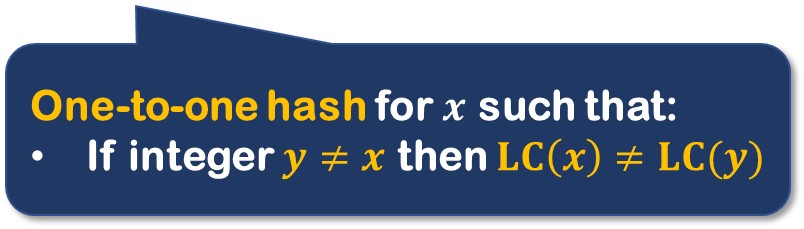 One-to-one hash for x such that:
• If integer y ≠ x then LC(x) ≠ LC(y)